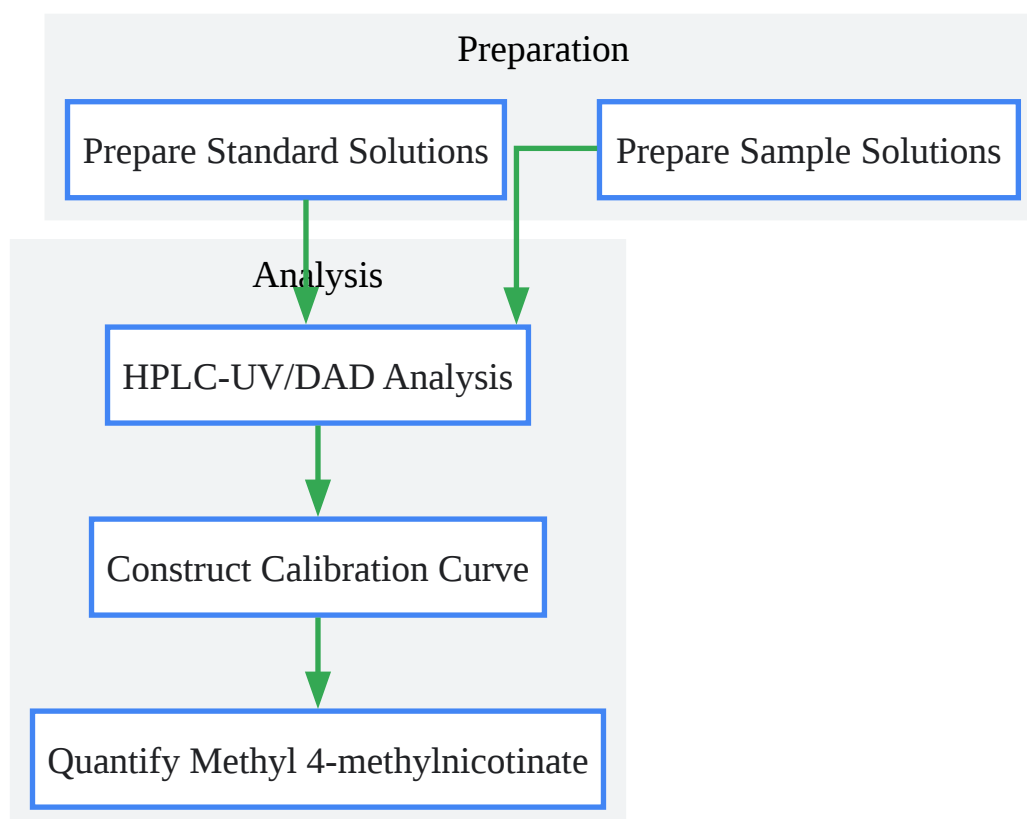 Preparation
Prepare Standard Solutions
Prepare Sample Solutions
Analysis
HPLC-UV/DAD Analysis
Construct Calibration Curve
Quantify Methyl 4-methylnicotinate